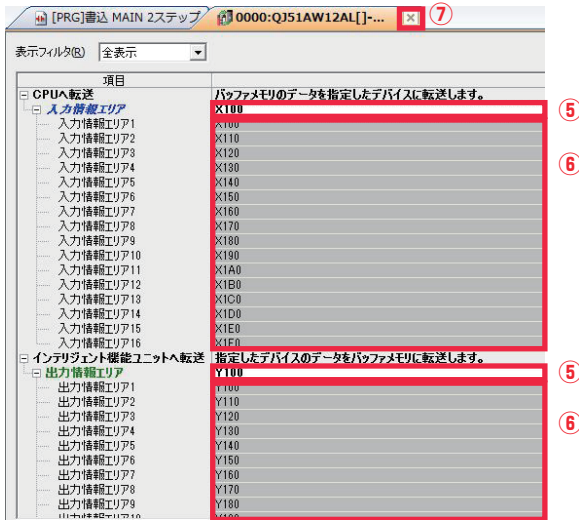 [PRG]書込 MAIN 2ステップ 0000:QJ51AW12AL[]-... ⑦
表示フィルタ(R) 全表示
項目
CPUへ転送 バッファメモリのデータを指定したデバイスに転送します。
入力情報エリア X100 ⑤
入力情報エリア1 X100
入力情報エリア2 X110
入力情報エリア3 X120 ⑥
入力情報エリア4 X130
入力情報エリア5 X140
入力情報エリア6 X150
入力情報エリア7 X160
入力情報エリア8 X170
入力情報エリア9 X180
入力情報エリア10 X190
入力情報エリア11 X1A0
入力情報エリア12 X1B0
入力情報エリア13 X1C0
入力情報エリア14 X1D0
入力情報エリア15 X1E0
入力情報エリア16 X1F0
インテリジェント機能ユニットへ転送 指定したデバイスのデータをバッファメモリに転送します。
出力情報エリア Y100 ⑤
出力情報エリア1 Y100
出力情報エリア2 Y110
出力情報エリア3 Y120 ⑥
出力情報エリア4 Y130
出力情報エリア5 Y140
出力情報エリア6 Y150
出力情報エリア7 Y160
出力情報エリア8 Y170
出力情報エリア9 Y180